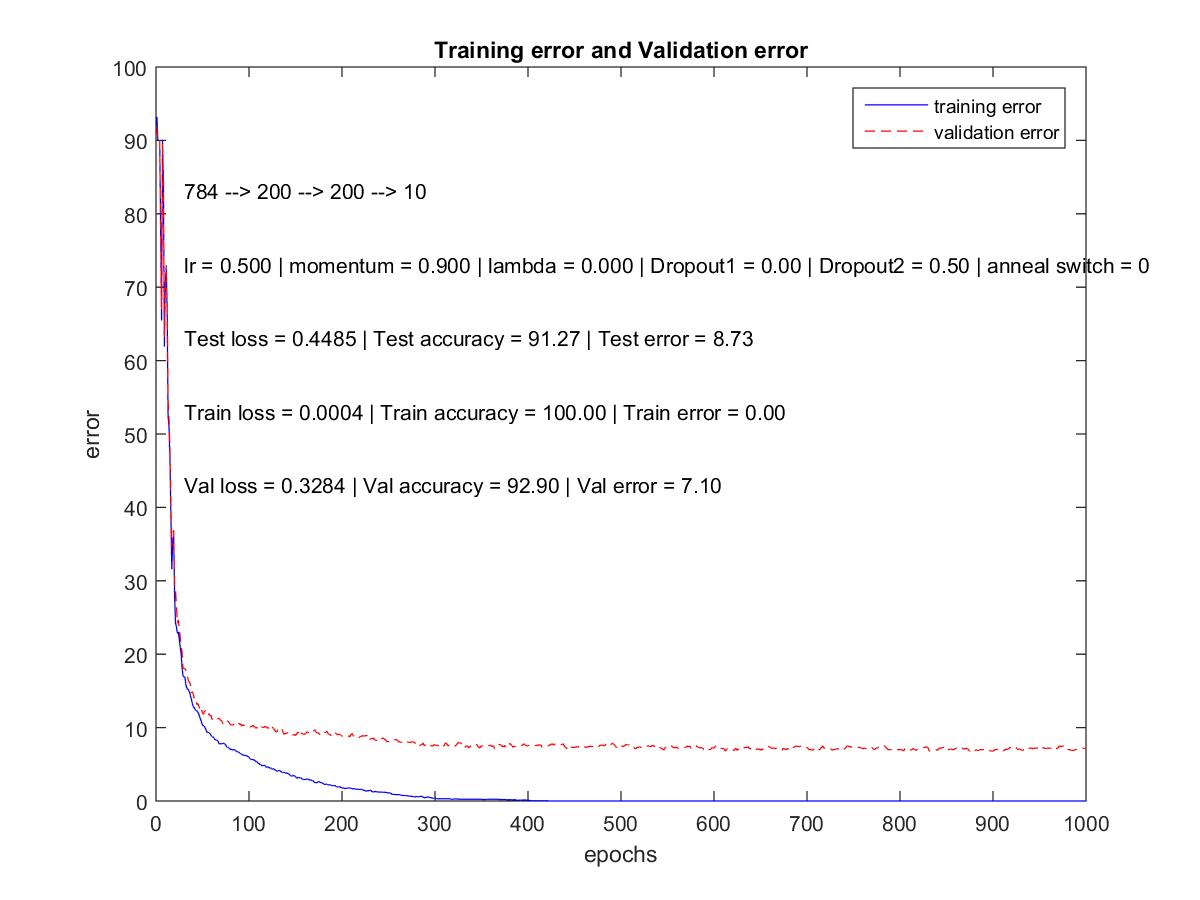 Training error and Validation error
100
90
80
70
60
50
40
30
20
10
0
error
training error
validation error
784 --> 200 --> 200 --> 10
lr = 0.500 | momentum = 0.900 | lambda = 0.000 | Dropout1 = 0.00 | Dropout2 = 0.50 | anneal switch = 0
Test loss = 0.4485 | Test accuracy = 91.27 | Test error = 8.73
Train loss = 0.0004 | Train accuracy = 100.00 | Train error = 0.00
Val loss = 0.3284 | Val accuracy = 92.90 | Val error = 7.10
0 100 200 300 400 500 600 700 800 900 1000
epochs